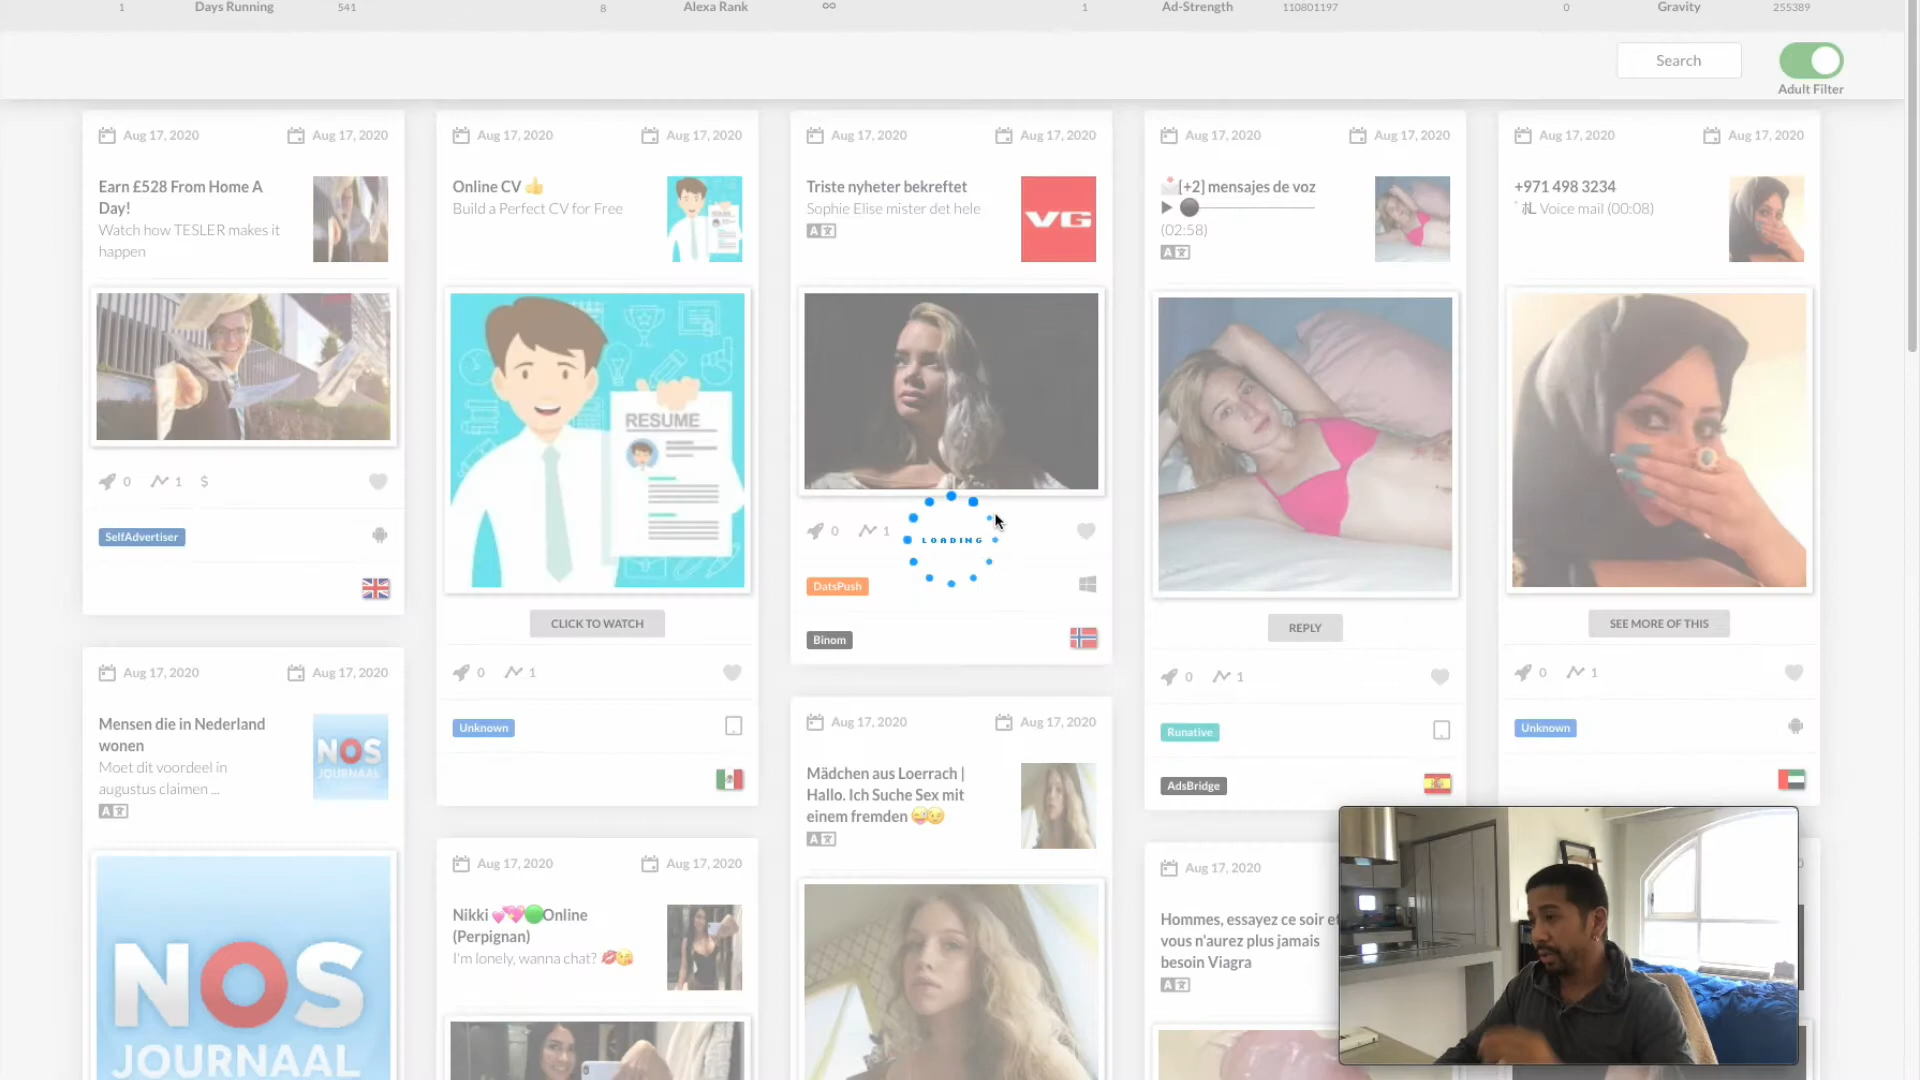 1 Days Running 541 8 Alexa Rank ∞ 1 Ad-Strength 110801197 0 Gravity 255389
Search
Adult Filter
Aug 17, 2020 Aug 17, 2020
Earn £528 From Home A
Day!
Watch how TESLER makes it
happen
0 1 $
SelfAdvertiser
Aug 17, 2020 Aug 17, 2020
Mensen die in Nederland
wonen
Moet dit voordeel in
augustus claimen ...
NOS
JOURNAAL
NOS
JOURNAAL
Aug 17, 2020 Aug 17, 2020
Online CV 👍
Build a Perfect CV for Free
RESUME
CLICK TO WATCH
0 1
Unknown
Aug 17, 2020 Aug 17, 2020
Nikki 💕💖🟢Online
(Perpignan)
I'm lonely, wanna chat? 💋😘
Aug 17, 2020 Aug 17, 2020
Triste nyheter bekreftet
Sophie Elise mister det hele
VG
0 1
LOADING
DatsPush
Binom
Aug 17, 2020 Aug 17, 2020
Mädchen aus Loerrach |
Hallo. Ich Suche Sex mit
einem fremden 😜😉
Aug 17, 2020 Aug 17, 2020
📩[+2] mensajes de voz
(02:58)
REPLY
0 1
Runative
AdsBridge
Aug 17, 2020
Hommes, essayez ce soir et
vous n'aurez plus jamais
besoin Viagra
Aug 17, 2020 Aug 17, 2020
+971 498 3234
Voice mail (00:08)
SEE MORE OF THIS
0 1
Unknown